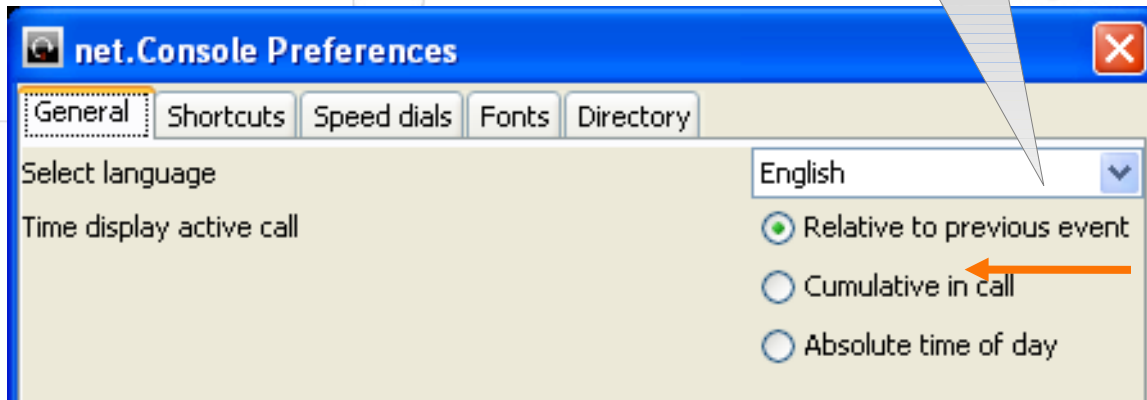 net.Console Preferences
General Shortcuts Speed dials Fonts Directory
Select language English
Time display active call Relative to previous event
Cumulative in call
Absolute time of day